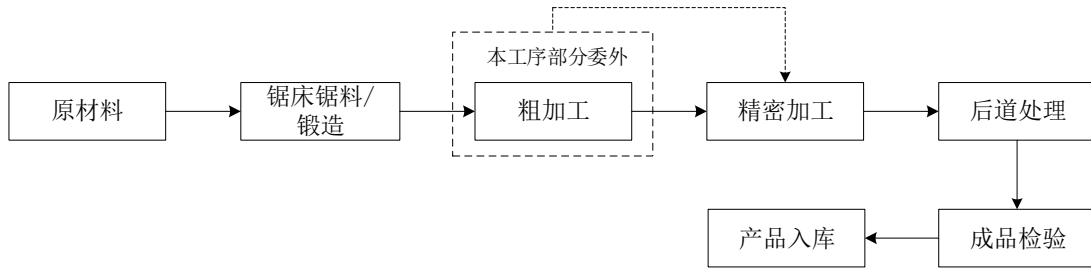 本工序部分委外
原材料
锯床锯料/
锻造
粗加工
精密加工
后道处理
产品入库
成品检验